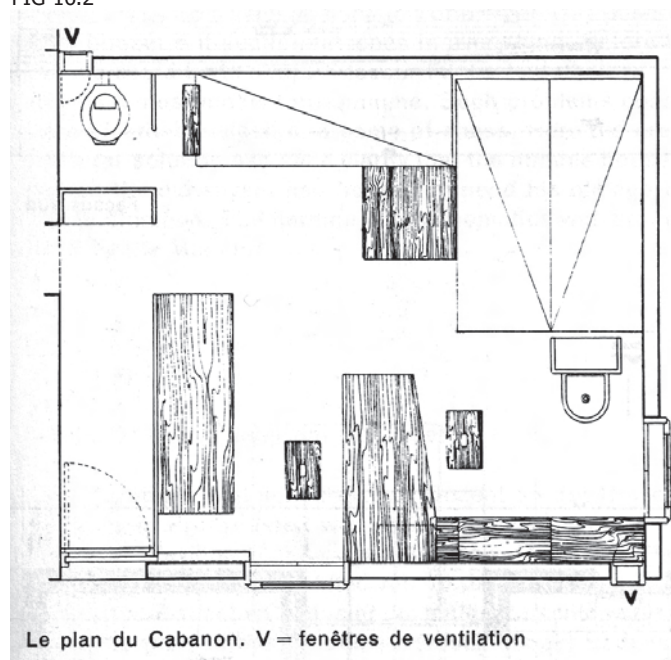 FIG 10.2
V
V
Le plan du Cabanon. V = fenêtres de ventilation